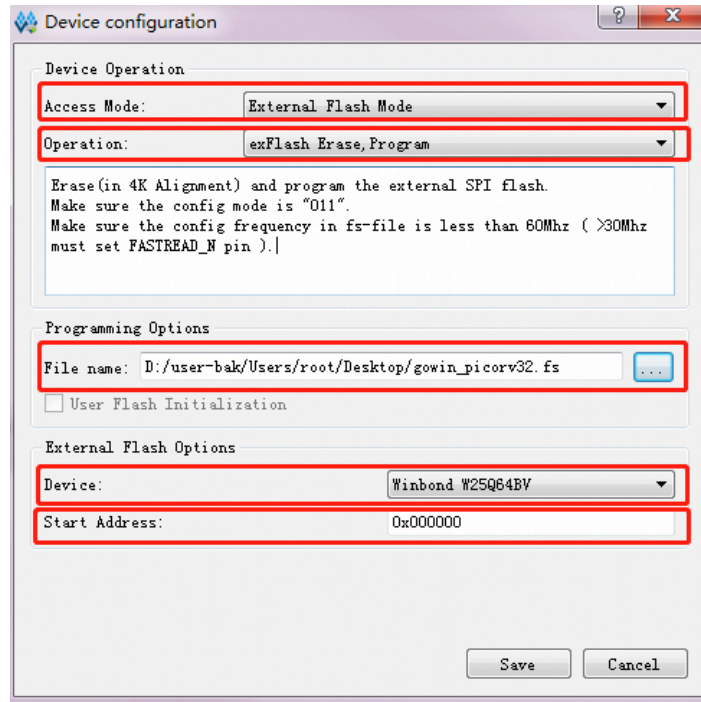 Device configuration
Device Operation
Access Mode: External Flash Mode
Operation: exFlash Erase,Program
Erase(in 4K Alignment) and program the external SPI flash.
Make sure the config mode is "011".
Make sure the config frequency in fs-file is less than 60Mhz ( >30Mhz
must set FASTREAD_N pin ).
Programming Options
File name: D:/user-bak/Users/root/Desktop/gowin_picorv32.fs ...
User Flash Initialization
External Flash Options
Device: Winbond W25Q64BV
Start Address: 0x000000
Save Cancel